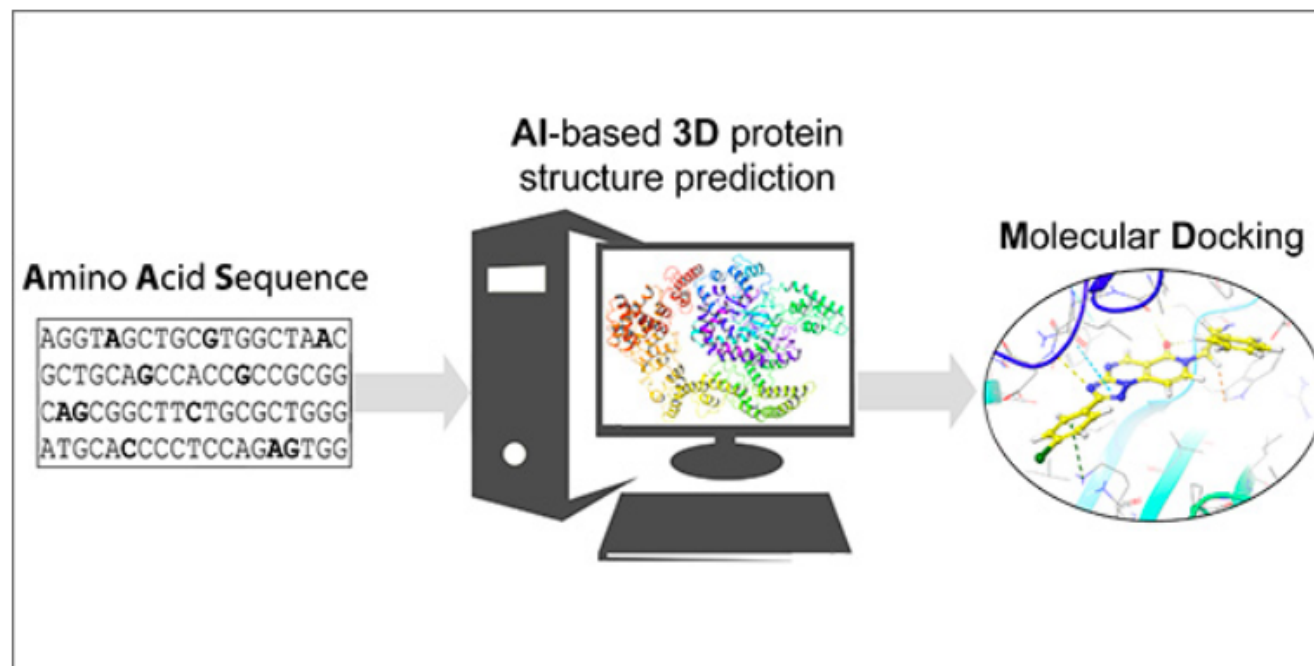 Amino Acid Sequence
AGGTAGCTGCGTGGCTAAC
GCTGCAGCCACCGCCGCGG
CAGCGGCTTCTGCGCTGGG
ATGCACCCCTCCAGAGTGG
AI-based 3D protein
structure prediction
Molecular Docking